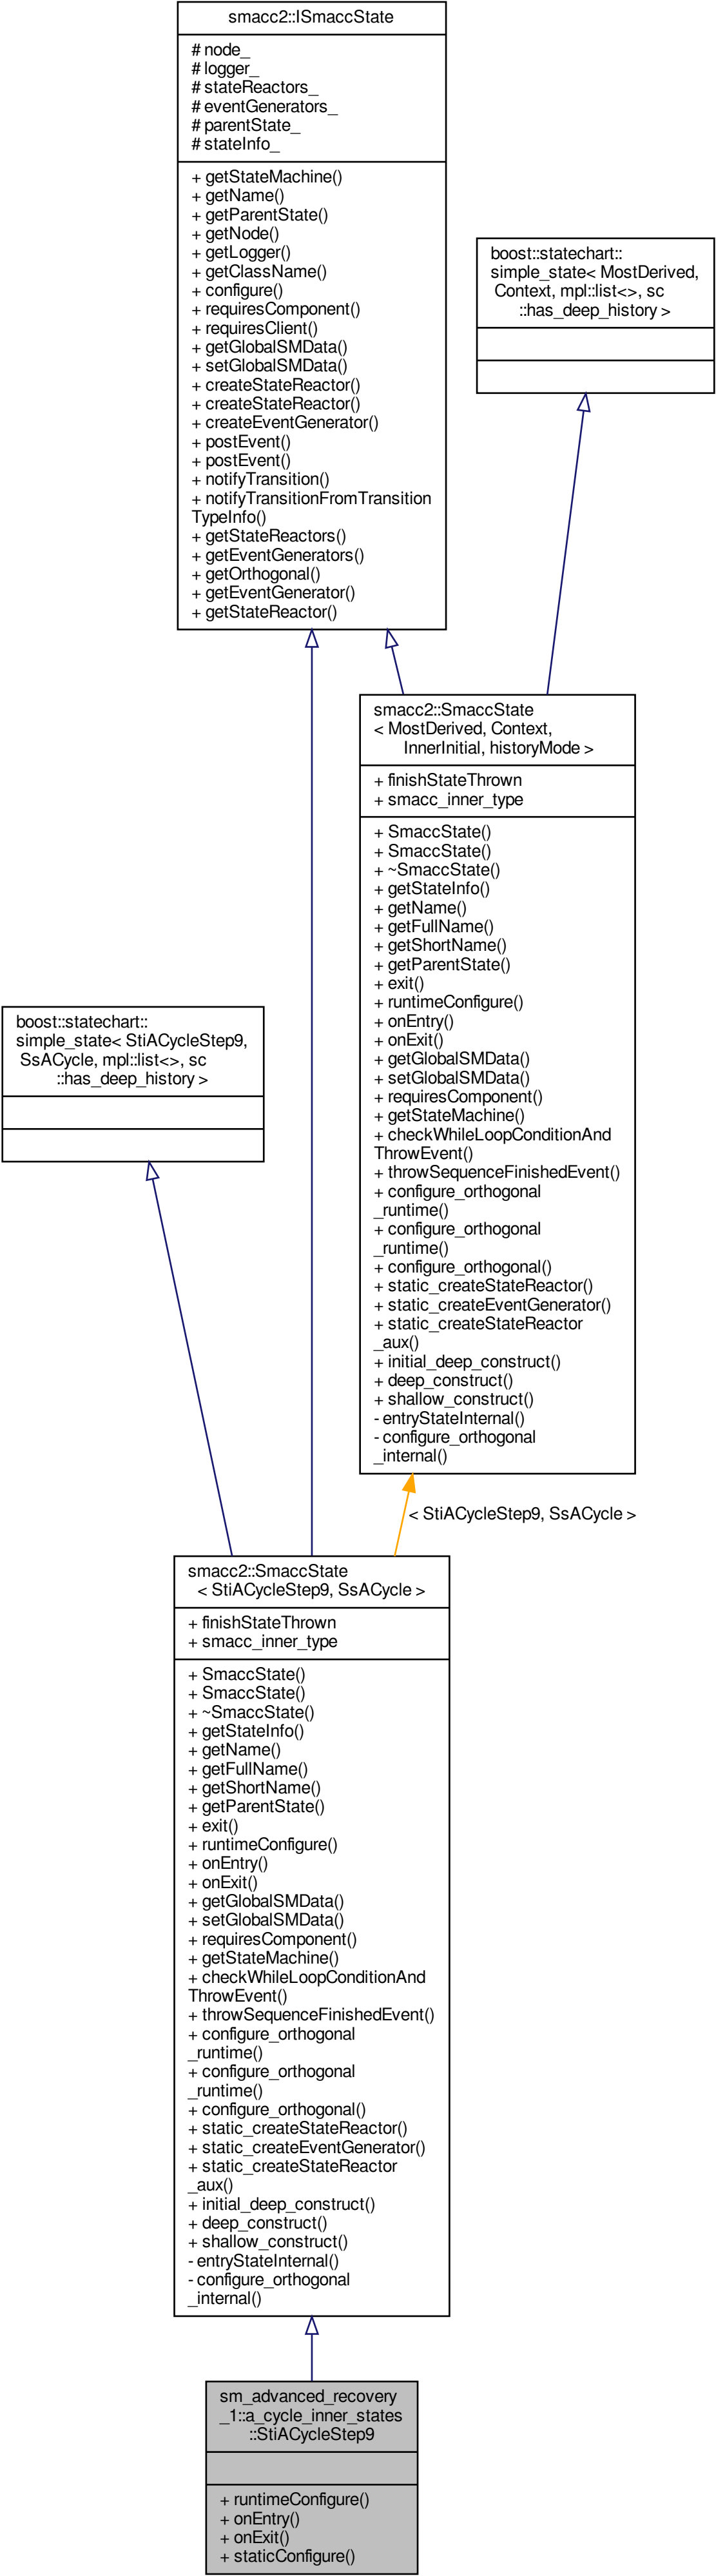 smacc2::ISmaccState
# node_
# logger_
# stateReactors_
# eventGenerators_
# parentState_
# stateInfo_
+ getStateMachine()
+ getName()
+ getParentState()
+ getNode()
+ getLogger()
+ getClassName()
+ configure()
+ requiresComponent()
+ requiresClient()
+ getGlobalSMData()
+ setGlobalSMData()
+ createStateReactor()
+ createStateReactor()
+ createEventGenerator()
+ postEvent()
+ postEvent()
+ notifyTransition()
+ notifyTransitionFromTransition
TypeInfo()
+ getStateReactors()
+ getEventGenerators()
+ getOrthogonal()
+ getEventGenerator()
+ getStateReactor()
boost::statechart::
simple_state< MostDerived,
Context, mpl::list<>, sc
::has_deep_history >
smacc2::SmaccState
< MostDerived, Context,
InnerInitial, historyMode >
+ finishStateThrown
+ smacc_inner_type
+ SmaccState()
+ SmaccState()
+ ~SmaccState()
+ getStateInfo()
+ getName()
+ getFullName()
+ getShortName()
+ getParentState()
+ exit()
+ runtimeConfigure()
+ onEntry()
+ onExit()
+ getGlobalSMData()
+ setGlobalSMData()
+ requiresComponent()
+ getStateMachine()
+ checkWhileLoopConditionAnd
ThrowEvent()
+ throwSequenceFinishedEvent()
+ configure_orthogonal
_runtime()
+ configure_orthogonal
_runtime()
+ configure_orthogonal()
+ static_createStateReactor()
+ static_createEventGenerator()
+ static_createStateReactor
_aux()
+ initial_deep_construct()
+ deep_construct()
+ shallow_construct()
- entryStateInternal()
- configure_orthogonal
_internal()
boost::statechart::
simple_state< StiACycleStep9,
SsACycle, mpl::list<>, sc
::has_deep_history >
< StiACycleStep9, SsACycle >
smacc2::SmaccState
< StiACycleStep9, SsACycle >
+ finishStateThrown
+ smacc_inner_type
+ SmaccState()
+ SmaccState()
+ ~SmaccState()
+ getStateInfo()
+ getName()
+ getFullName()
+ getShortName()
+ getParentState()
+ exit()
+ runtimeConfigure()
+ onEntry()
+ onExit()
+ getGlobalSMData()
+ setGlobalSMData()
+ requiresComponent()
+ getStateMachine()
+ checkWhileLoopConditionAnd
ThrowEvent()
+ throwSequenceFinishedEvent()
+ configure_orthogonal
_runtime()
+ configure_orthogonal
_runtime()
+ configure_orthogonal()
+ static_createStateReactor()
+ static_createEventGenerator()
+ static_createStateReactor
_aux()
+ initial_deep_construct()
+ deep_construct()
+ shallow_construct()
- entryStateInternal()
- configure_orthogonal
_internal()
sm_advanced_recovery
_1::a_cycle_inner_states
::StiACycleStep9
+ runtimeConfigure()
+ onEntry()
+ onExit()
+ staticConfigure()